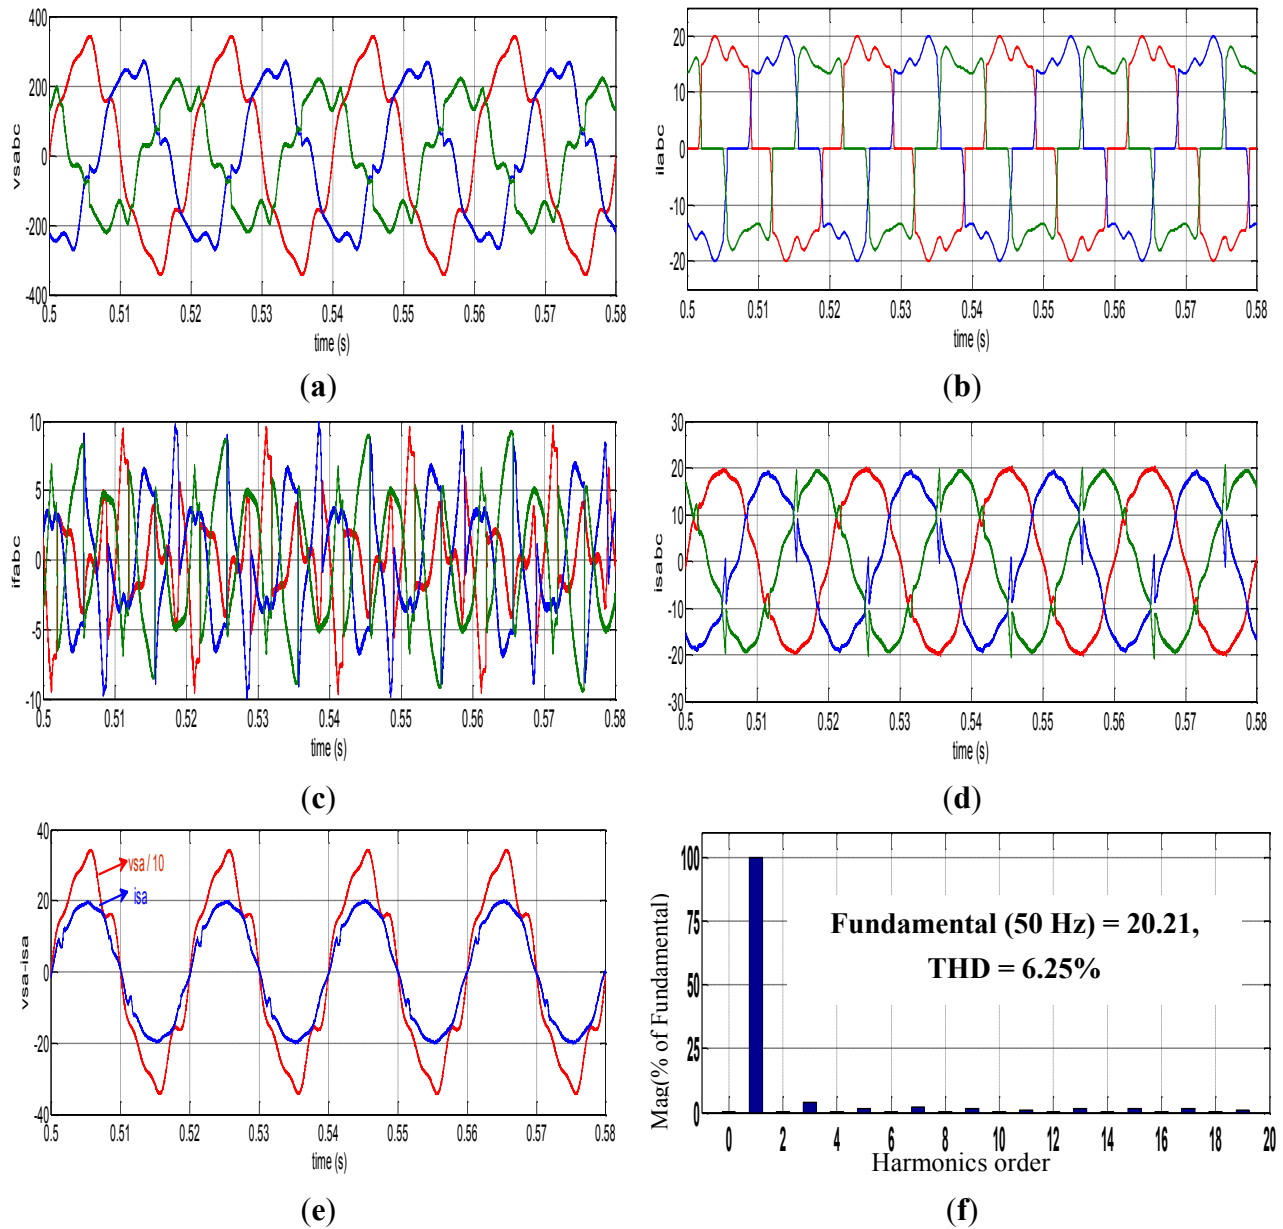 400
200
0
-200
-400
vsabc
0.5 0.51 0.52 0.53 0.54 0.55 0.56 0.57 0.58
time (s)
(a)
20
10
0
-10
-20
ilabc
0.5 0.51 0.52 0.53 0.54 0.55 0.56 0.57 0.58
time (s)
(b)
10
5
0
-5
-10
ifabc
0.5 0.51 0.52 0.53 0.54 0.55 0.56 0.57 0.58
time (s)
(c)
30
20
10
0
-10
-20
-30
isabc
0.5 0.51 0.52 0.53 0.54 0.55 0.56 0.57 0.58
time (s)
(d)
40
20
0
-20
-40
vsa-isa
vsa / 10
isa
0.5 0.51 0.52 0.53 0.54 0.55 0.56 0.57 0.58
time (s)
(e)
100
75
50
25
0
Mag(% of Fundamental)
Fundamental (50 Hz) = 20.21,
THD = 6.25%
0 2 4 6 8 10 12 14 16 18 20
Harmonics order
(f)